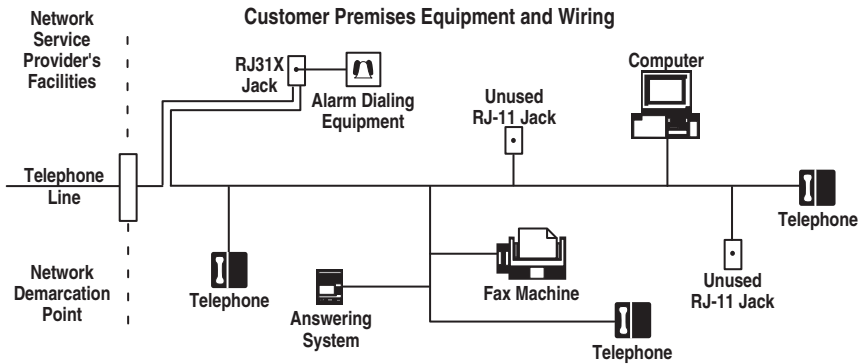 Customer Premises Equipment and Wiring
Network
Service
Provider's
Facilities
RJ31X
Jack
Alarm Dialing
Equipment
Unused
RJ-11 Jack
Computer
Telephone
Line
Telephone
Network
Demarcation
Point
Telephone
Answering
System
Fax Machine
Telephone
Unused
RJ-11 Jack